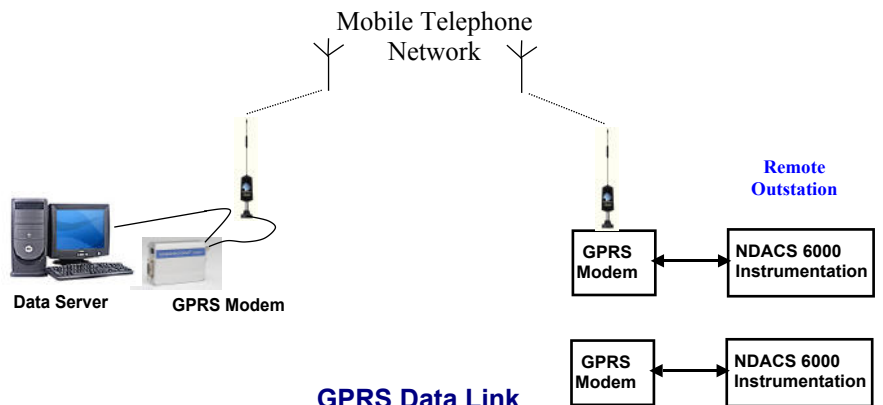 Mobile Telephone
Network
Remote
Outstation
GPRS
Modem
NDACS 6000
Instrumentation
Data Server
GPRS Modem
GPRS
Modem
NDACS 6000
Instrumentation
GPRS Data Link